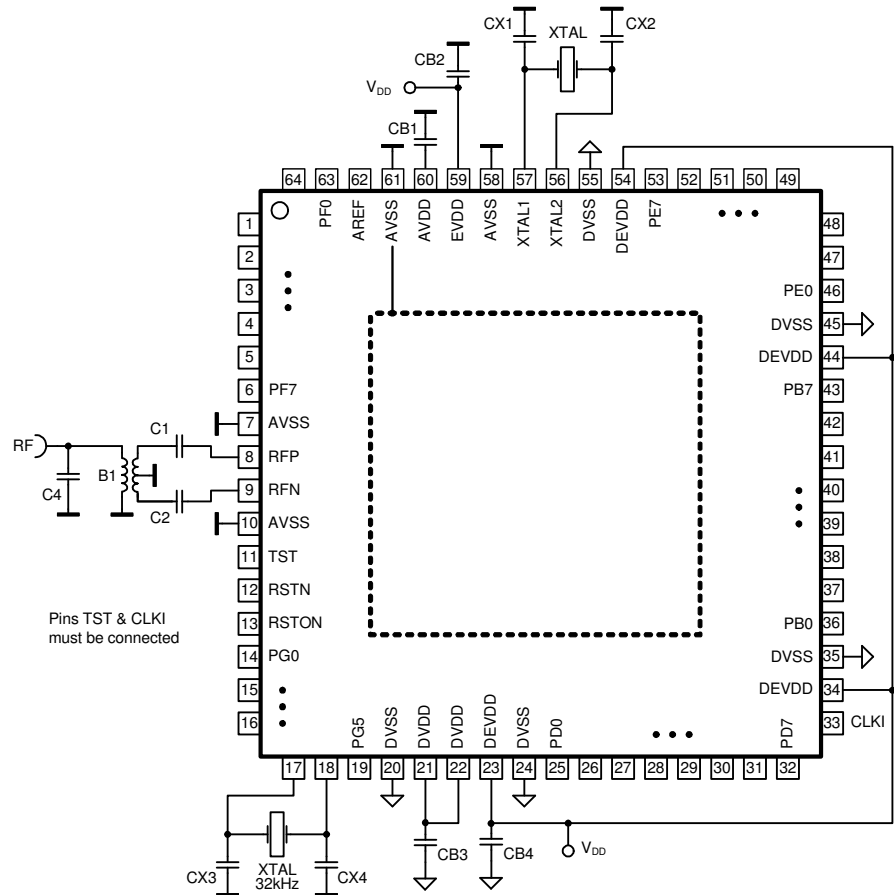 CX1
XTAL
CX2
CB2
V_DD
CB1
64 63 62 61 60 59 58 57 56 55 54 53 52 51 50 49
PF0 AREF AVSS AVDD EVDD AVSS XTAL1 XTAL2 DVSS DEVDD PE7
1 48
2 47
3 PE0 46
4 DVSS 45
5 DEVDD 44
6 PF7 PB7 43
7 AVSS 42
C1
RF
8 RFP 41
B1
C4
9 RFN 40
C2
10 AVSS 39
11 TST 38
12 RSTN 37
Pins TST & CLKI
must be connected
13 RSTON PB0 36
14 PG0 DVSS 35
15 DEVDD 34
16 33 CLKI
PG5 DVSS DVDD DVDD DEVDD DVSS PD0 PD7
17 18 19 20 21 22 23 24 25 26 27 28 29 30 31 32
CX3
XTAL
32kHz
CX4
CB3
CB4
V_DD